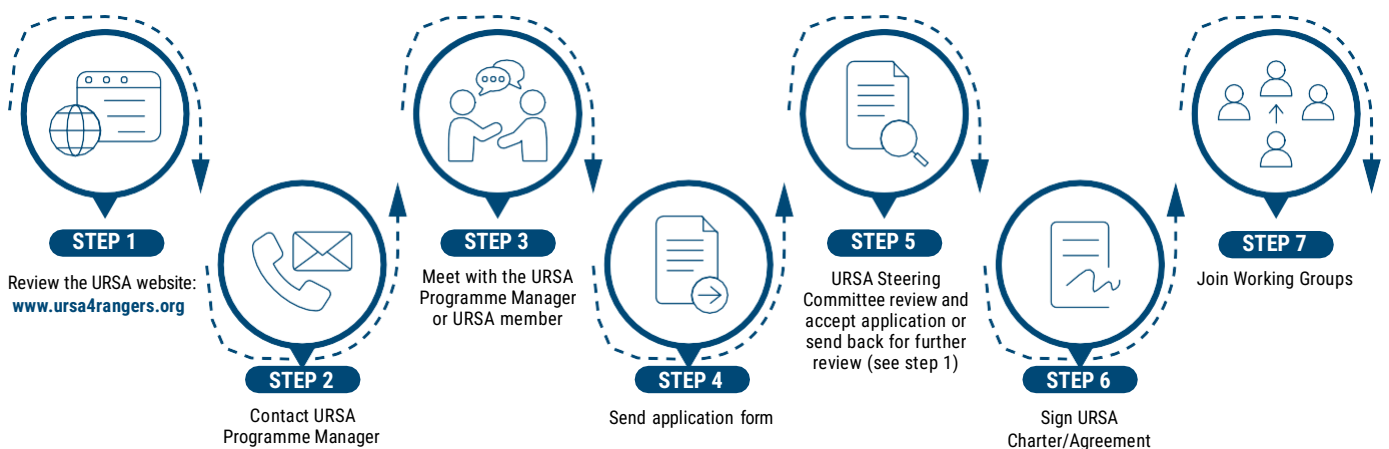 STEP 1
Review the URSA website:
www.ursa4rangers.org
STEP 2
Contact URSA
Programme Manager
STEP 3
Meet with the URSA
Programme Manager
or URSA member
STEP 4
Send application form
STEP 5
URSA Steering
Committee review and
accept application or
send back for further
review (see step 1)
STEP 6
Sign URSA
Charter/Agreement
STEP 7
Join Working Groups